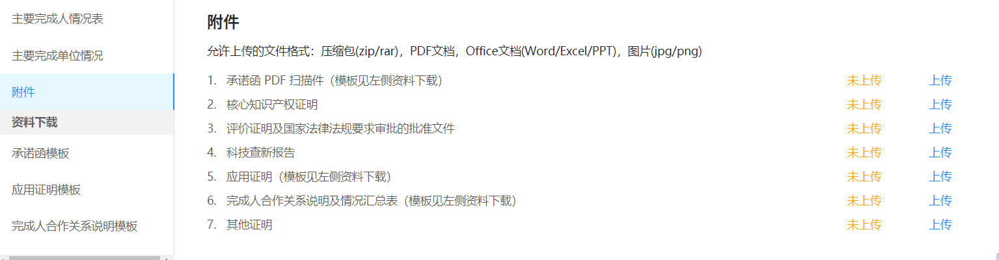 主要完成人情况表
主要完成单位情况
附件
资料下载
承诺函模板
应用证明模板
完成人合作关系说明模板
附件
允许上传的文件格式：压缩包(zip/rar)，PDF文档，Office文档(Word/Excel/PPT)，图片(jpg/png)
1. 承诺函 PDF 扫描件（模板见左侧资料下载） 未上传 上传
2. 核心知识产权证明 未上传 上传
3. 评价证明及国家法律法规要求审批的批准文件 未上传 上传
4. 科技查新报告 未上传 上传
5. 应用证明（模板见左侧资料下载） 未上传 上传
6. 完成人合作关系说明及情况汇总表（模板见左侧资料下载） 未上传 上传
7. 其他证明 未上传 上传